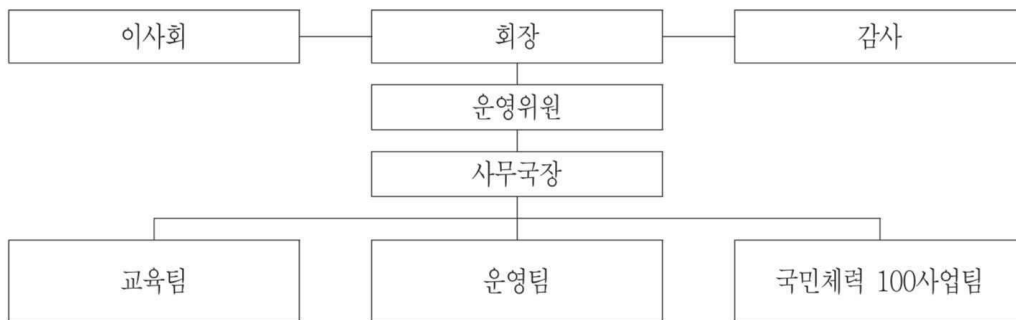 이사회
회장
감사
운영위원
사무국장
교육팀
운영팀
국민체력 100사업팀